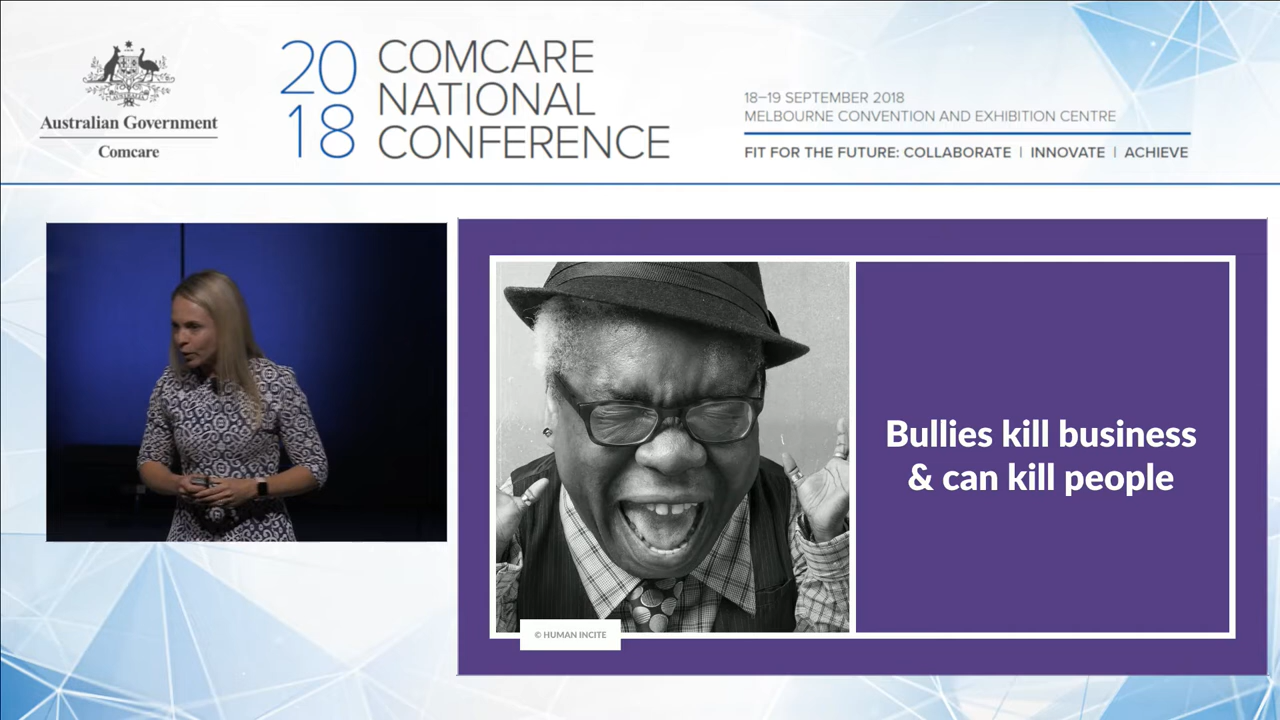 Australian Government
Comcare
20
18
COMCARE
NATIONAL
CONFERENCE
18–19 SEPTEMBER 2018
MELBOURNE CONVENTION AND EXHIBITION CENTRE
FIT FOR THE FUTURE: COLLABORATE | INNOVATE | ACHIEVE
Bullies kill business
& can kill people
© HUMAN INCITE